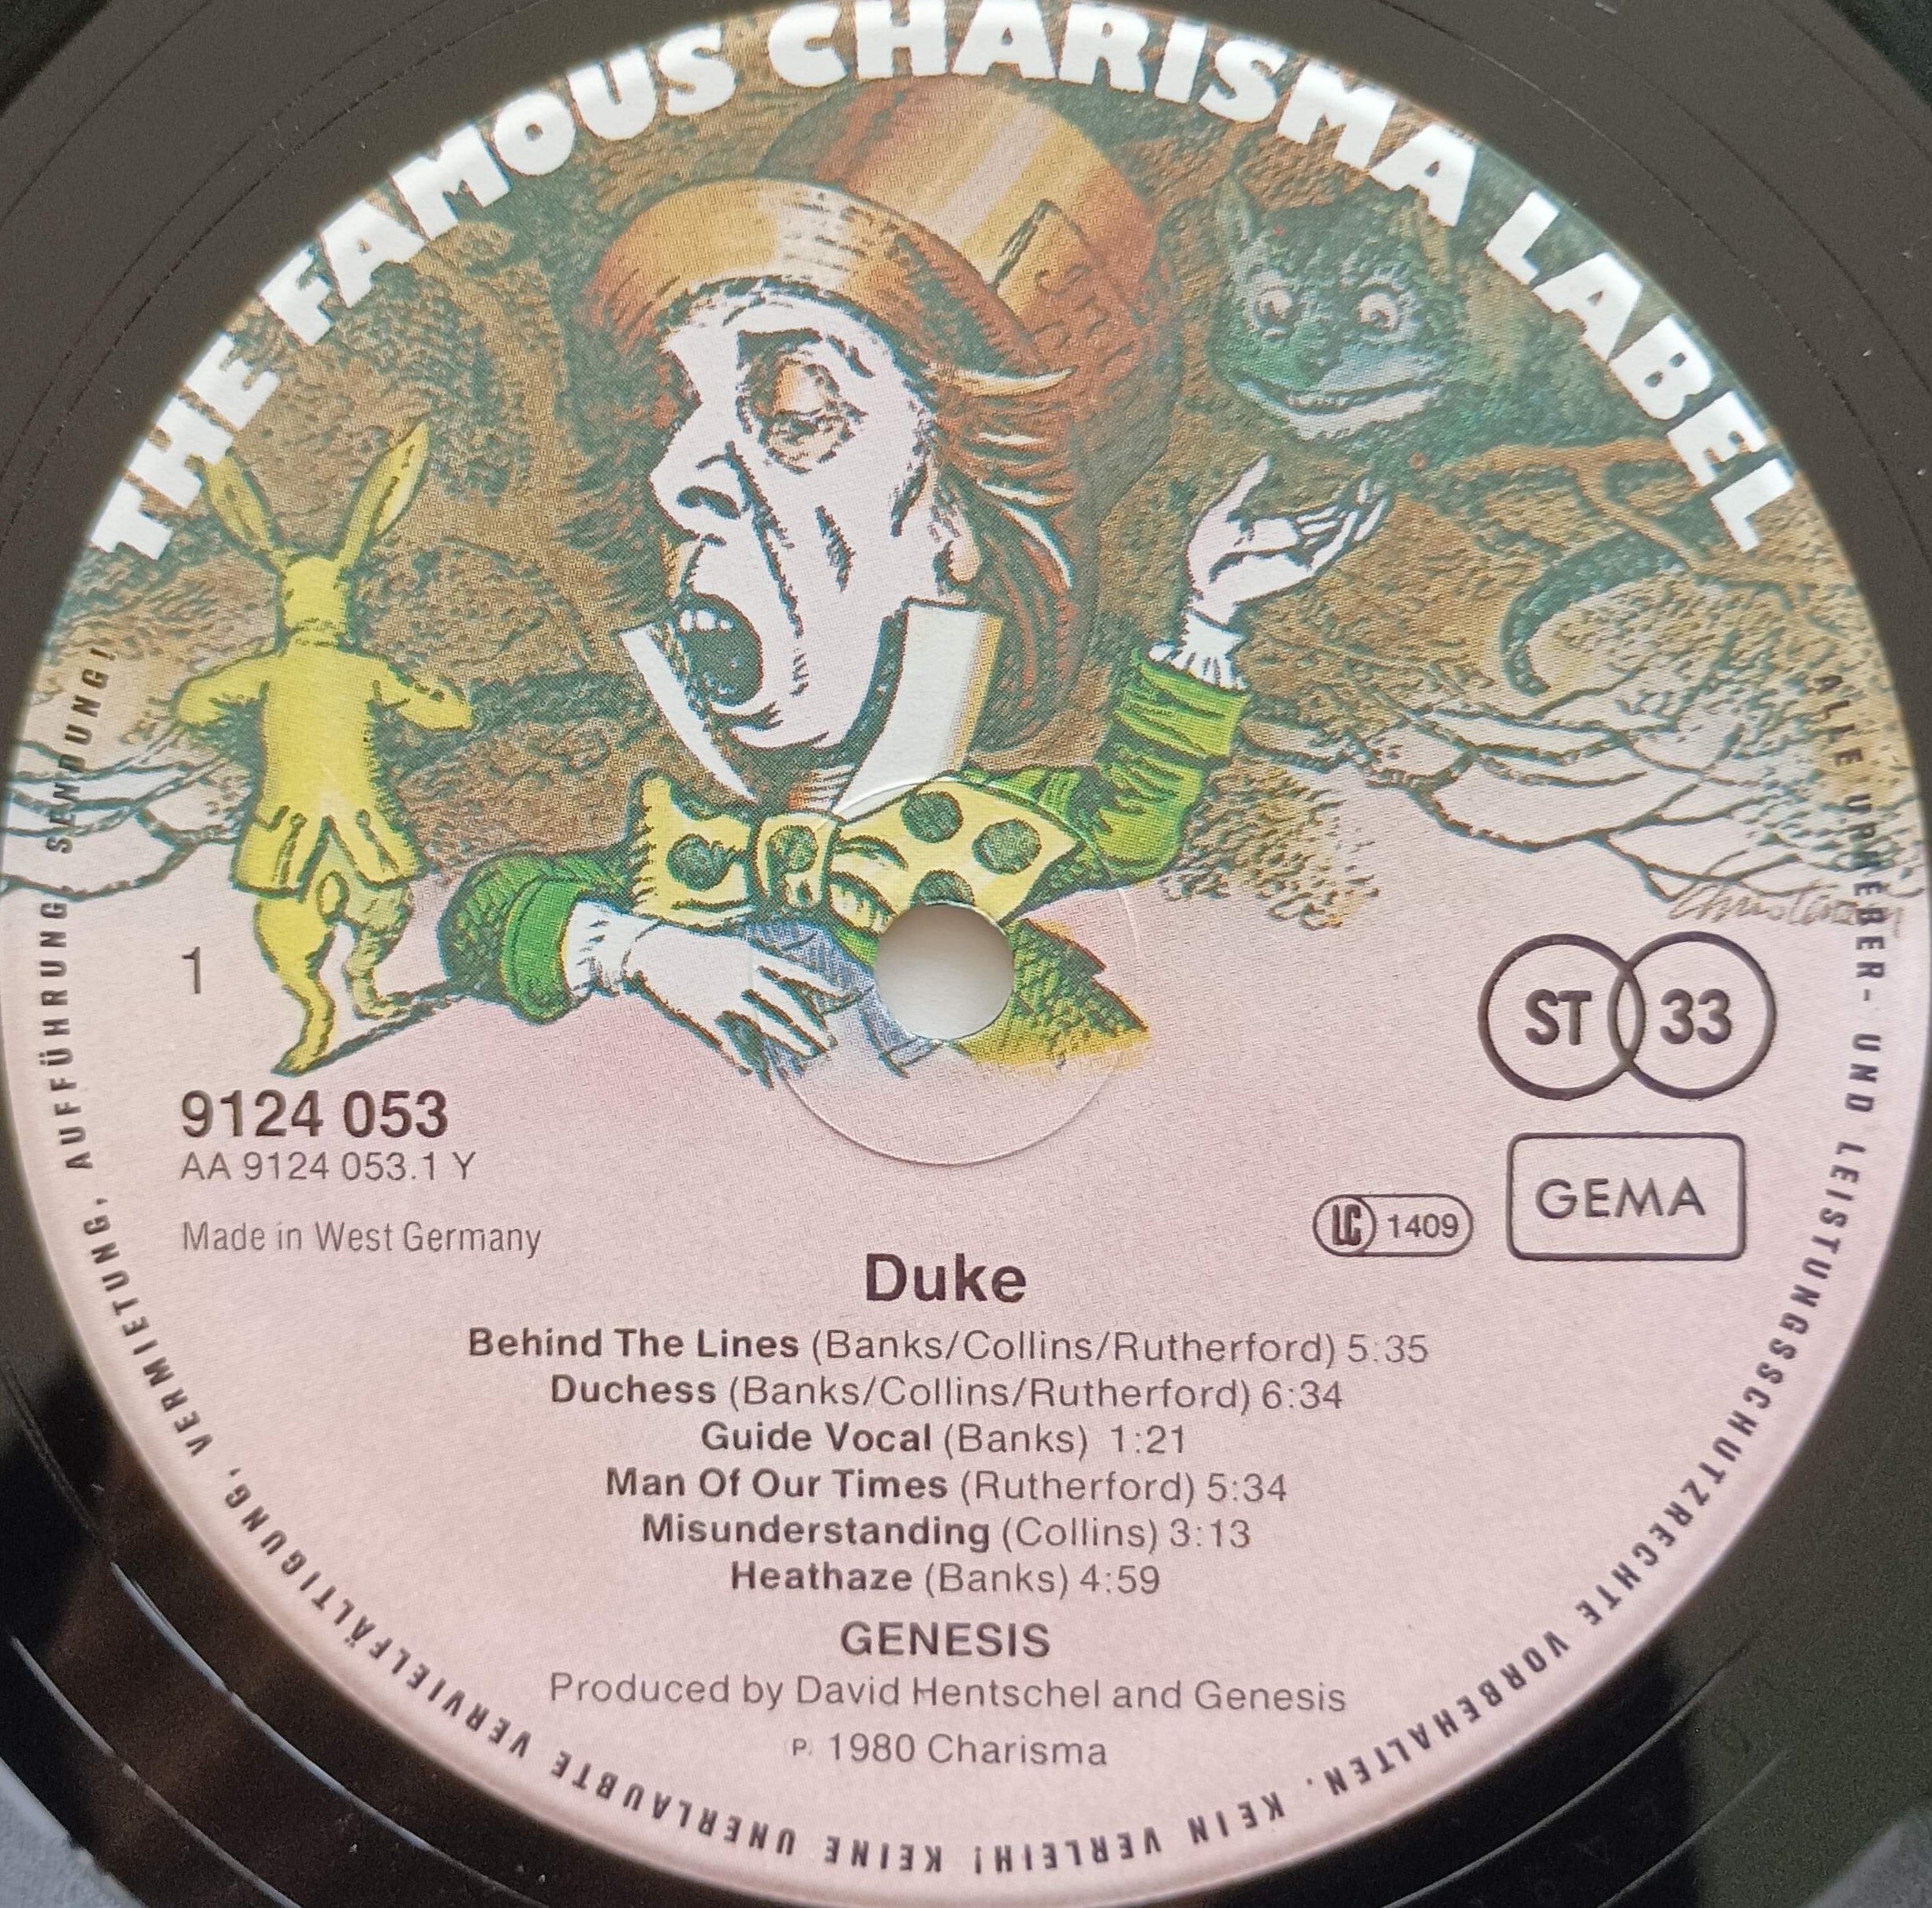 THE FAMOUS CHARISMA LABEL
1
ST 33
9124 053
AA 9124 053.1 Y
GEMA
LC 1409
Made in West Germany
Duke
Behind The Lines (Banks/Collins/Rutherford) 5:35
Duchess (Banks/Collins/Rutherford) 6:34
Guide Vocal (Banks) 1:21
Man Of Our Times (Rutherford) 5:34
Misunderstanding (Collins) 3:13
Heathaze (Banks) 4:59
GENESIS
Produced by David Hentschel and Genesis
P. 1980 Charisma
ALLE URHEBER- UND LEISTUNGSSCHUTZRECHTE VORBEHALTEN. KEIN VERLEIH! KEINE UNERLAUBTE VERVIELFÄLTIGUNG, VERMIETUNG, AUFFÜHRUNG, SENDUNG!